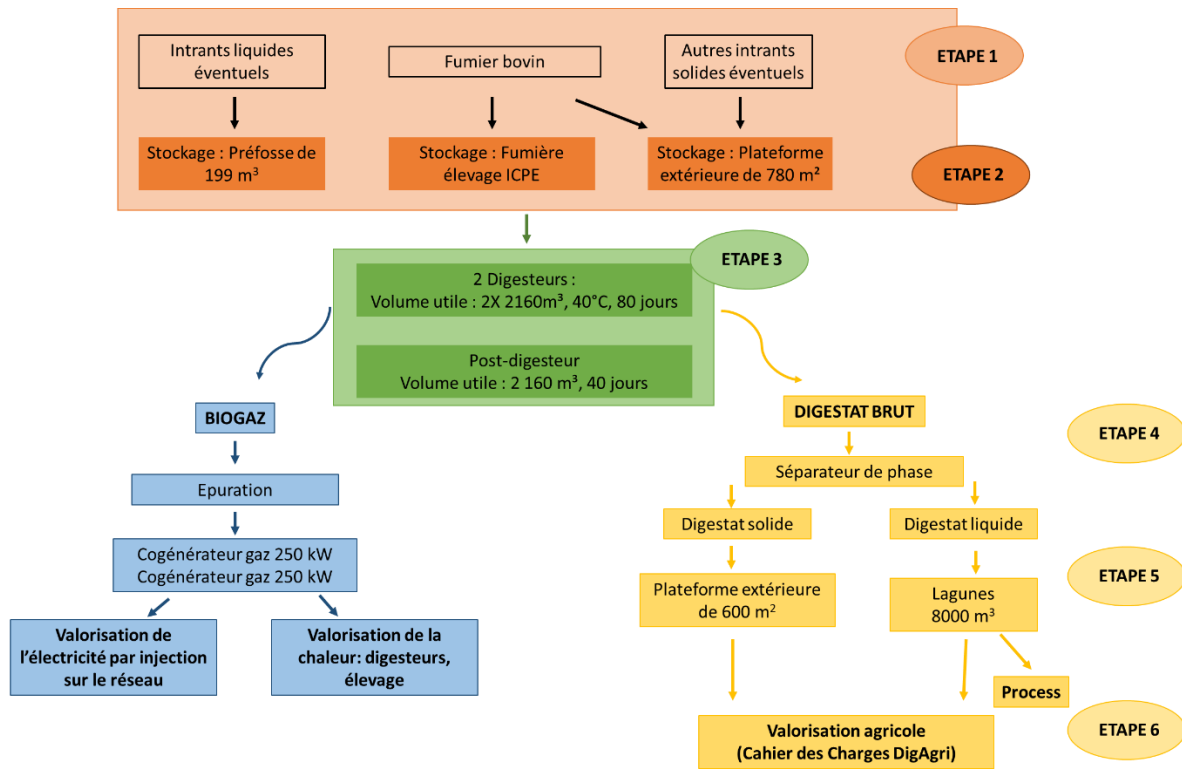 Intrants liquides
éventuels
Fumier bovin
Autres intrants
solides éventuels
ETAPE 1
Stockage : Préfosse de
199 m³
Stockage : Fumière
élevage ICPE
Stockage : Plateforme
extérieure de 780 m²
ETAPE 2
ETAPE 3
2 Digesteurs :
Volume utile : 2X 2160m³, 40°C, 80 jours
Post-digesteur
Volume utile : 2 160 m³, 40 jours
BIOGAZ
DIGESTAT BRUT
ETAPE 4
Epuration
Séparateur de phase
Digestat solide
Digestat liquide
Cogénérateur gaz 250 kW
Cogénérateur gaz 250 kW
Plateforme extérieure
de 600 m²
Lagunes
8000 m³
ETAPE 5
Valorisation de
l'électricité par injection
sur le réseau
Valorisation de la
chaleur: digesteurs,
élevage
Process
Valorisation agricole
(Cahier des Charges DigAgri)
ETAPE 6